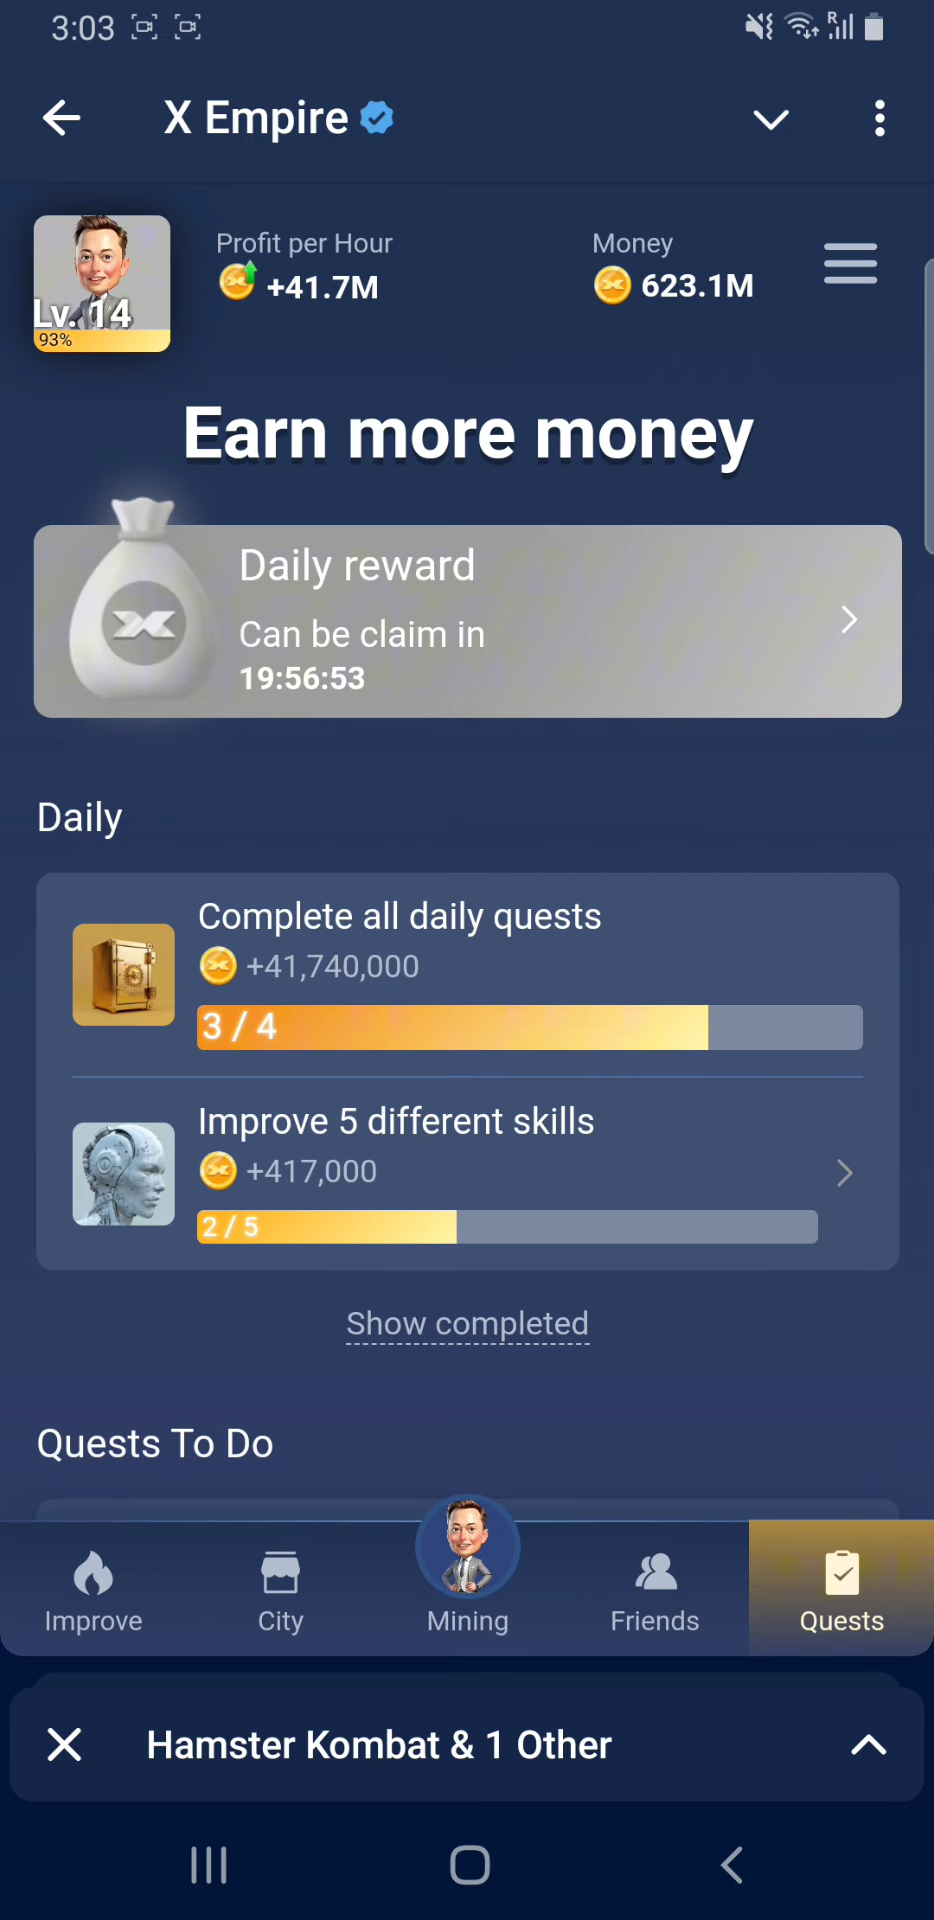 3:03
R
X Empire
Profit per Hour
+41.7M
Money
623.1M
Lv. 14
93%
Earn more money
Daily reward
Can be claim in
19:56:53
Daily
Complete all daily quests
+41,740,000
3 / 4
Improve 5 different skills
+417,000
2 / 5
Show completed
Quests To Do
Improve
City
Mining
Friends
Quests
Hamster Kombat & 1 Other